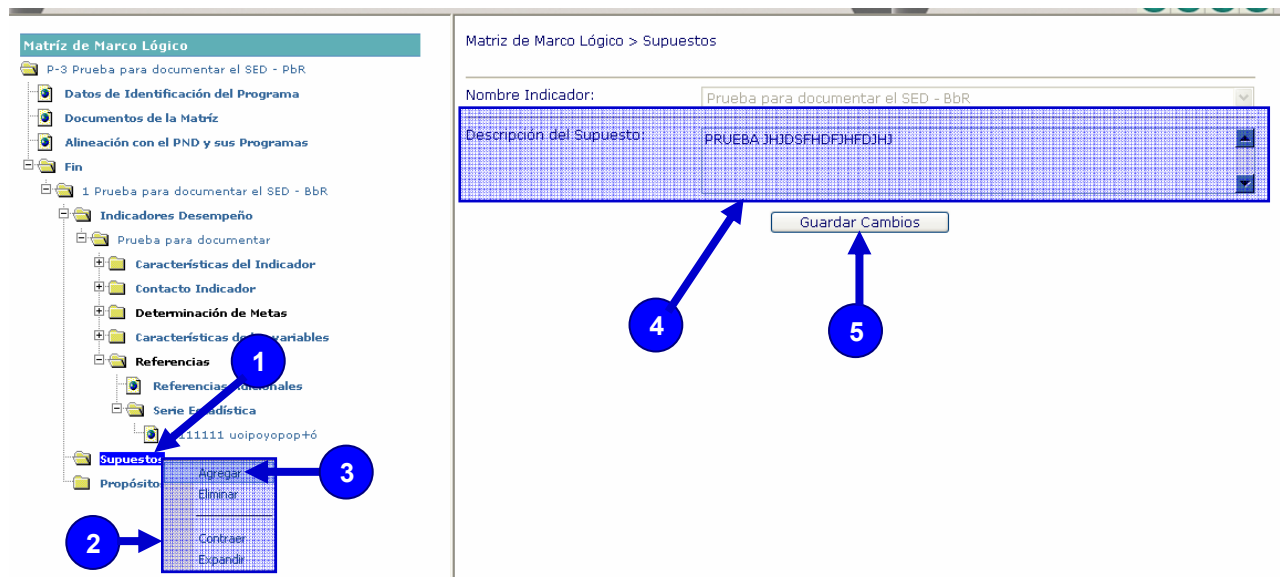 Matríz de Marco Lógico
P-3 Prueba para documentar el SED - PbR
Datos de Identificación del Programa
Documentos de la Matríz
Alineación con el PND y sus Programas
Fin
1 Prueba para documentar el SED - BbR
Indicadores Desempeño
Prueba para documentar
Características del Indicador
Contacto Indicador
Determinación de Metas
Características de variables
Referencias
1
Referencias Adicionales
Serie Estadística
uoipoyopop+ó
Supuestos
Propósito
Agregar
3
Eliminar
2
Contraer
Expandir
Matriz de Marco Lógico > Supuestos
Nombre Indicador:
Prueba para documentar el SED - BbR
Descripción del Supuesto:
PRUEBA JHJDSFHDFJHFDJHJ
Guardar Cambios
4
5